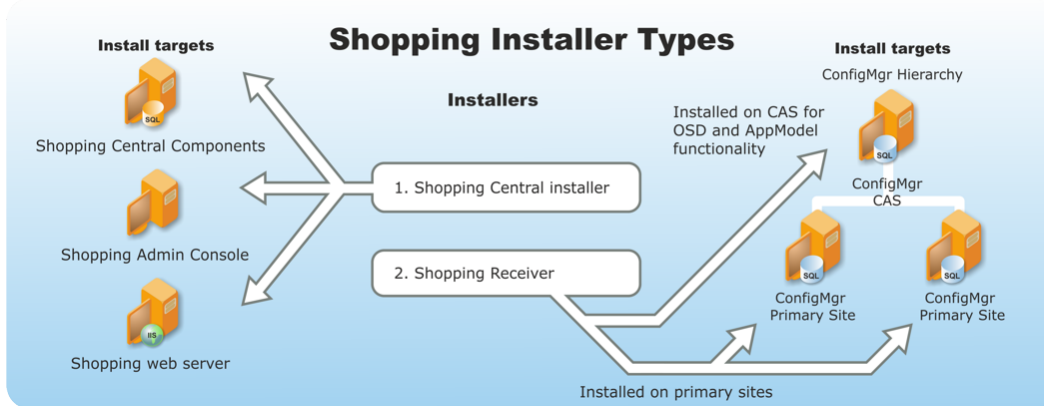 Shopping Installer Types
Install targets
SQL
Shopping Central Components
Shopping Admin Console
IIS
Shopping web server
Installers
1. Shopping Central installer
2. Shopping Receiver
Installed on CAS for
OSD and AppModel
functionality
Installed on primary sites
Install targets
ConfigMgr Hierarchy
SQL
ConfigMgr
CAS
SQL
ConfigMgr
Primary Site
SQL
ConfigMgr
Primary Site